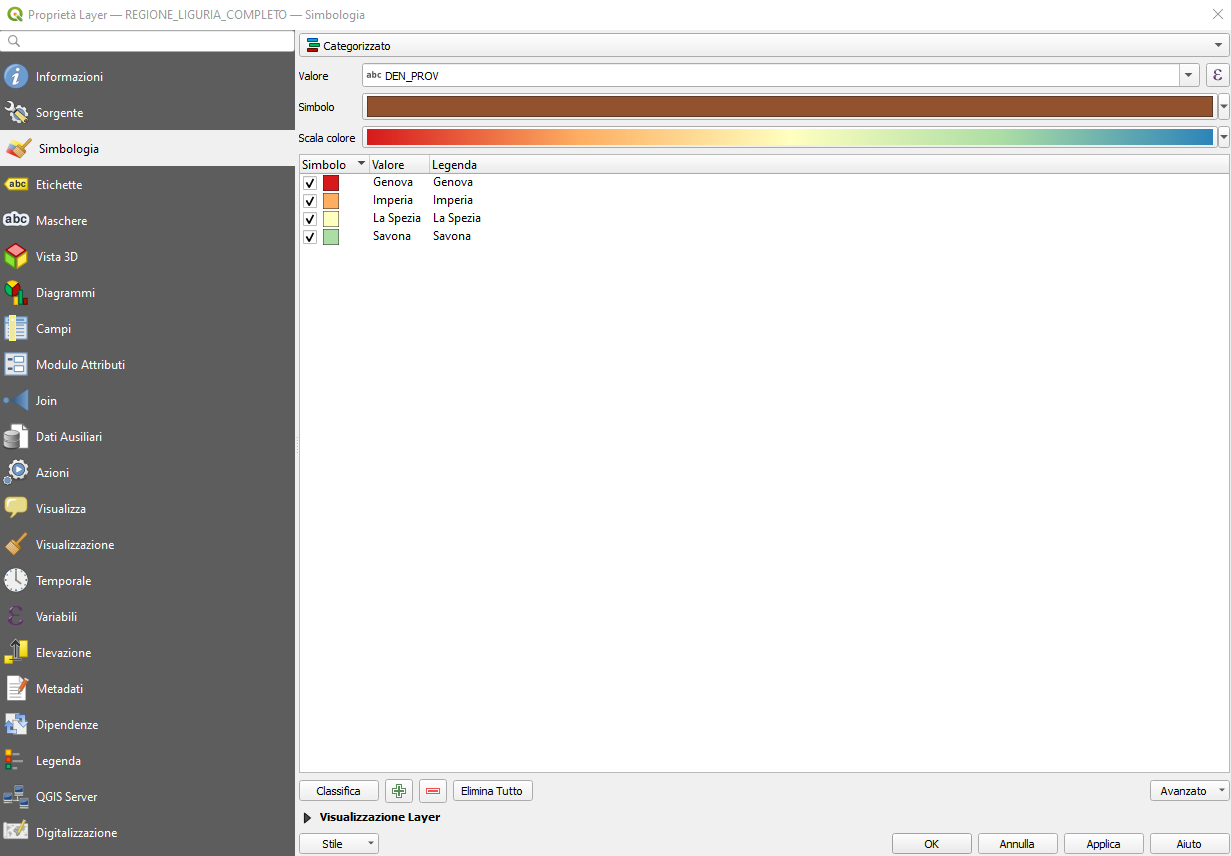 Proprietà Layer — REGIONE_LIGURIA_COMPLETO — Simbologia
Informazioni
Sorgente
Simbologia
abc Etichette
abc Maschere
Vista 3D
Diagrammi
Campi
Modulo Attributi
Join
Dati Ausiliari
Azioni
Visualizza
Visualizzazione
Temporale
Variabili
Elevazione
Metadati
Dipendenze
Legenda
QGIS Server
Digitalizzazione
Categorizzato
Valore abc DEN_PROV ε
Simbolo
Scala colore
Simbolo Valore Legenda
Genova Genova
Imperia Imperia
La Spezia La Spezia
Savona Savona
Classifica Elimina Tutto Avanzato
Visualizzazione Layer
Stile OK Annulla Applica Aiuto